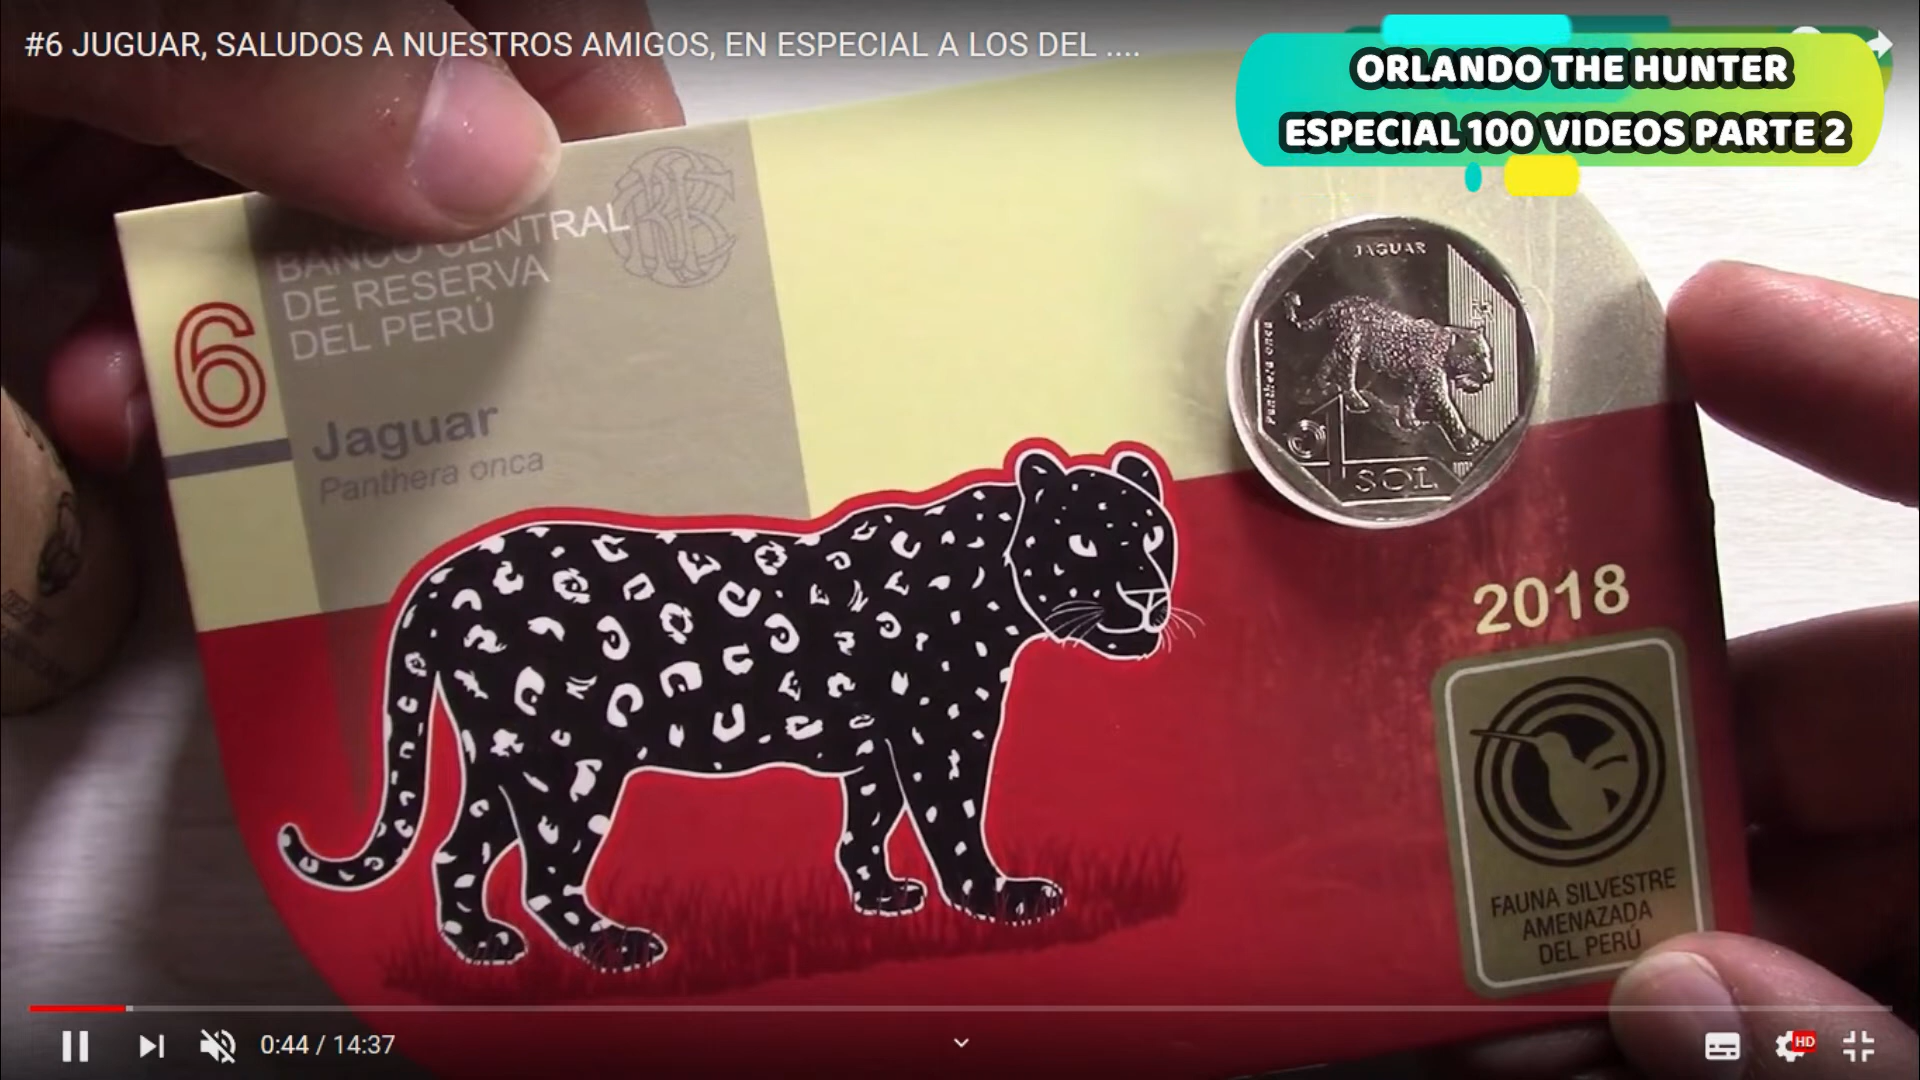 #6 JUGUAR, SALUDOS A NUESTROS AMIGOS, EN ESPECIAL A LOS DEL ....
ORLANDO THE HUNTER
ESPECIAL 100 VIDEOS PARTE 2
BANCO CENTRAL
DE RESERVA
DEL PERÚ
6
Jaguar
Panthera onca
JAGUAR
Panthera onca
1
SOL
2018
FAUNA SILVESTRE
AMENAZADA
DEL PERÚ
0:44 / 14:37
HD